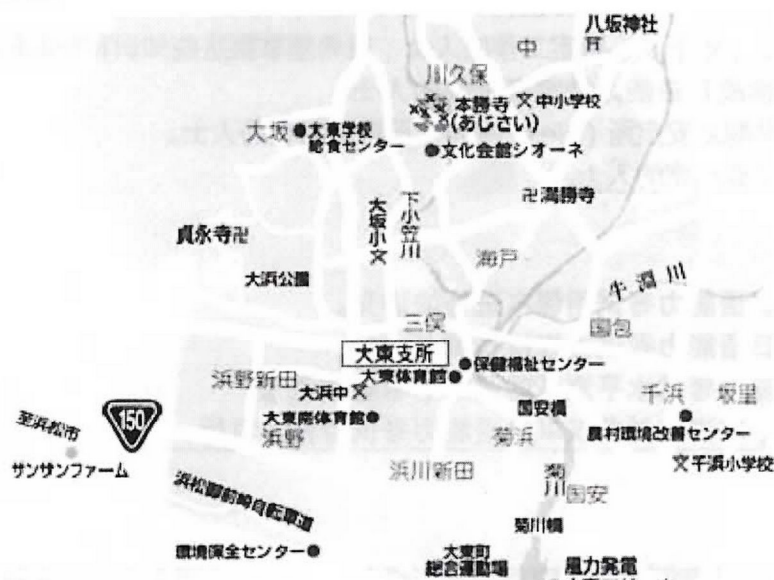 八坂神社
中
川久保
本勝寺
(あじさい)
中小学校
大坂
大東学校
給食センター
文化会館シオーネ
満勝寺
下小笠川
大坂小
貞永寺
海戸
大浜公園
牛淵川
三俣
国包
大東支所
保健福祉センター
大東体育館
浜野新田
大浜中
千浜
坂里
150
国安橋
大東南体育館
至浜松市
浜野
菊浜
農村環境改善センター
サンサンファーム
浜川新田
菊川
国安
千浜小学校
浜松御前崎自転車道
菊川橋
環境保全センター
大東町
総合運動場
風力発電